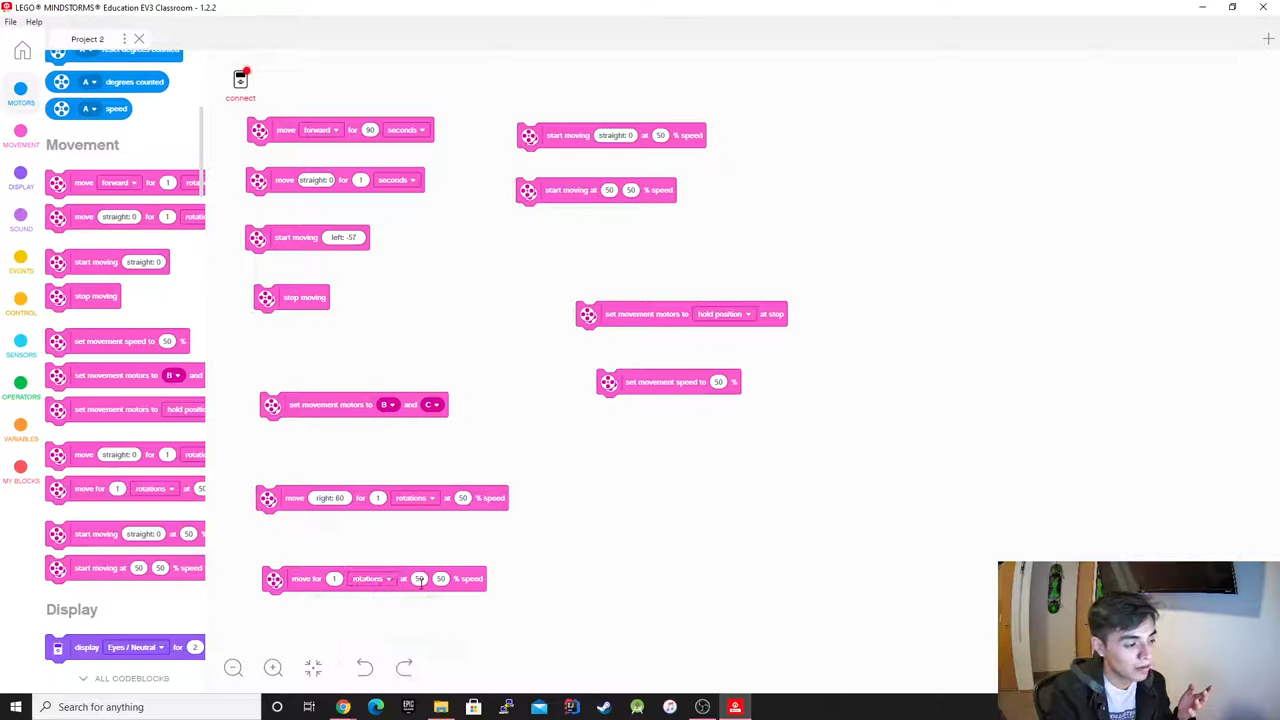 LEGO® MINDSTORMS® Education EV3 Classroom - 1.2.2
File Help
Project 2
connect
MOTORS
MOVEMENT
DISPLAY
SOUND
EVENTS
CONTROL
SENSORS
OPERATORS
VARIABLES
MY BLOCKS
A reset degrees counted
A degrees counted
A speed
Movement
move forward for 1
move straight: 0 for 1
start moving straight: 0
stop moving
set movement speed to 50 %
set movement motors to B and
set movement motors to
move straight: 0 for 1
move for 1 rotations at
start moving straight: 0 at 50 %
start moving at 50 50 % speed
Display
display Eyes / Neutral for 2
ALL CODEBLOCKS
move forward for 90 seconds
move straight: 0 for 1 seconds
start moving left: -57
stop moving
set movement motors to B and C
move right: 60 for 1 rotations at 50 % speed
move for 1 rotations at 50 50 % speed
start moving straight: 0 at 50 % speed
start moving at 50 50 % speed
set movement motors to hold position at stop
set movement speed to 50 %
Search for anything
EPIC GAMES